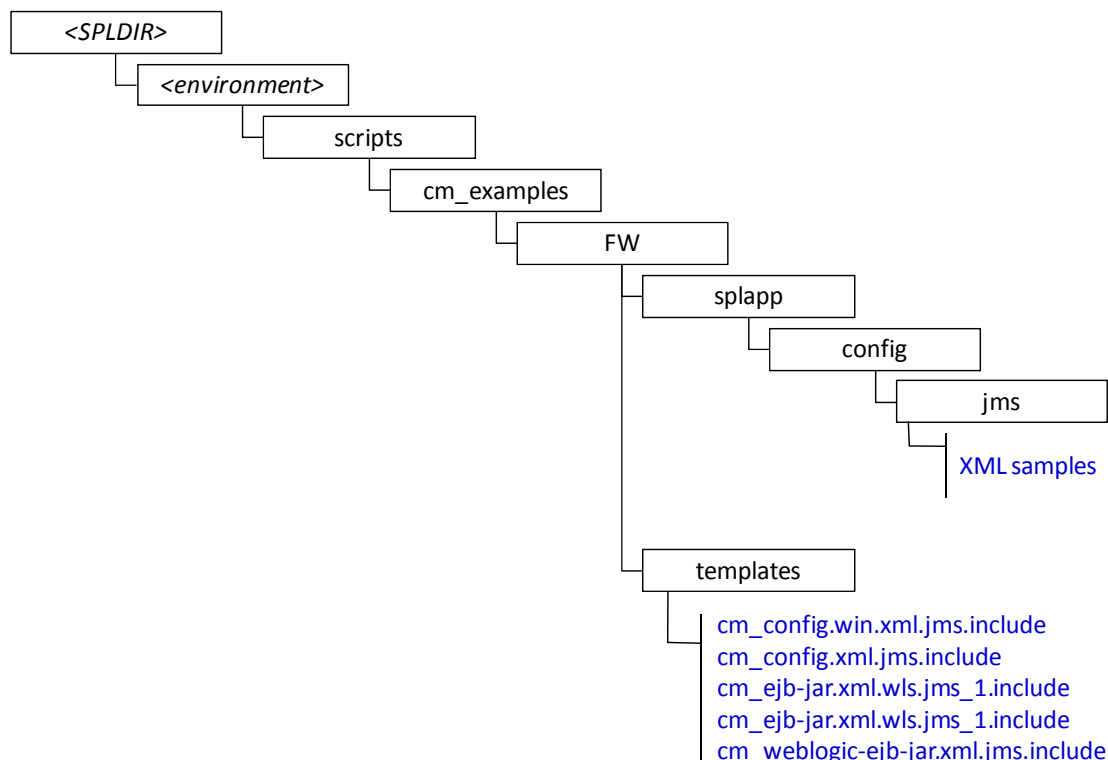 <SPLDIR>
<environment>
scripts
cm_examples
FW
splapp
config
jms
XML samples
templates
cm_config.win.xml.jms.include
cm_config.xml.jms.include
cm_ejb-jar.xml.wls.jms_1.include
cm_ejb-jar.xml.wls.jms_1.include
cm_weblogic-ejb-jar.xml.jms.include